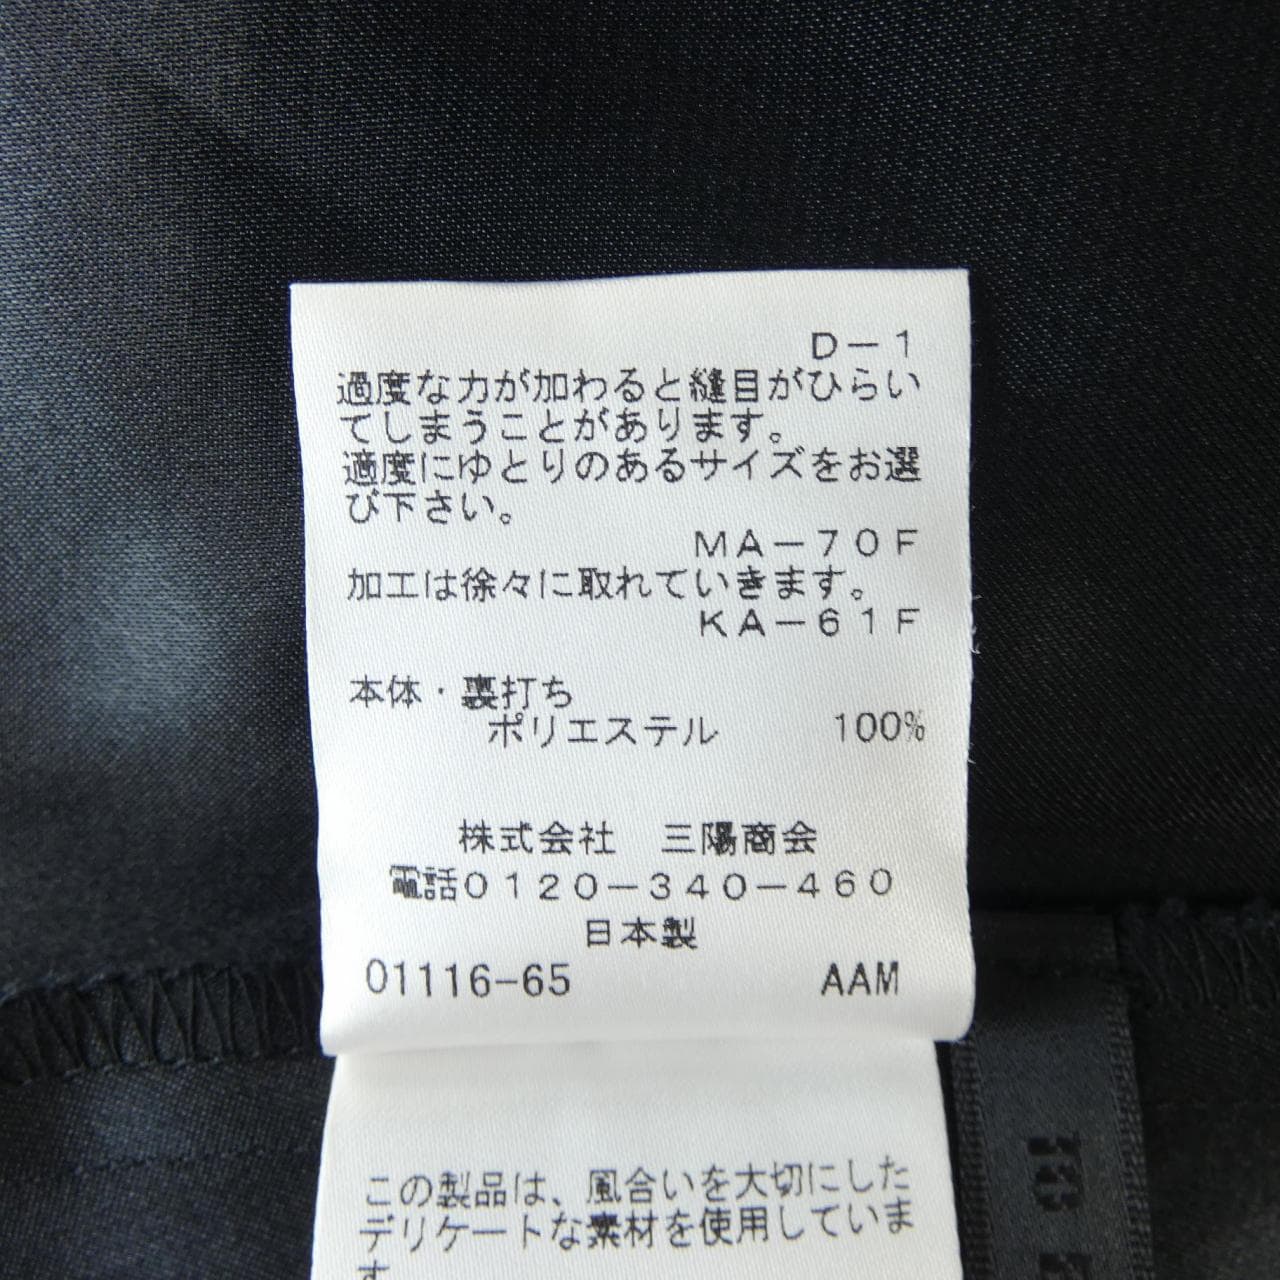 D－1
過度な力が加わると縫目がひらい
てしまうことがあります。
適度にゆとりのあるサイズをお選
び下さい。
MA－70F
加工は徐々に取れていきます。
KA－61F
本体・裏打ち
ポリエステル 100%
株式会社 三陽商会
電話0120－340－460
日本製
01116-65 AAM
この製品は、風合いを大切にした
デリケートな素材を使用していま
す